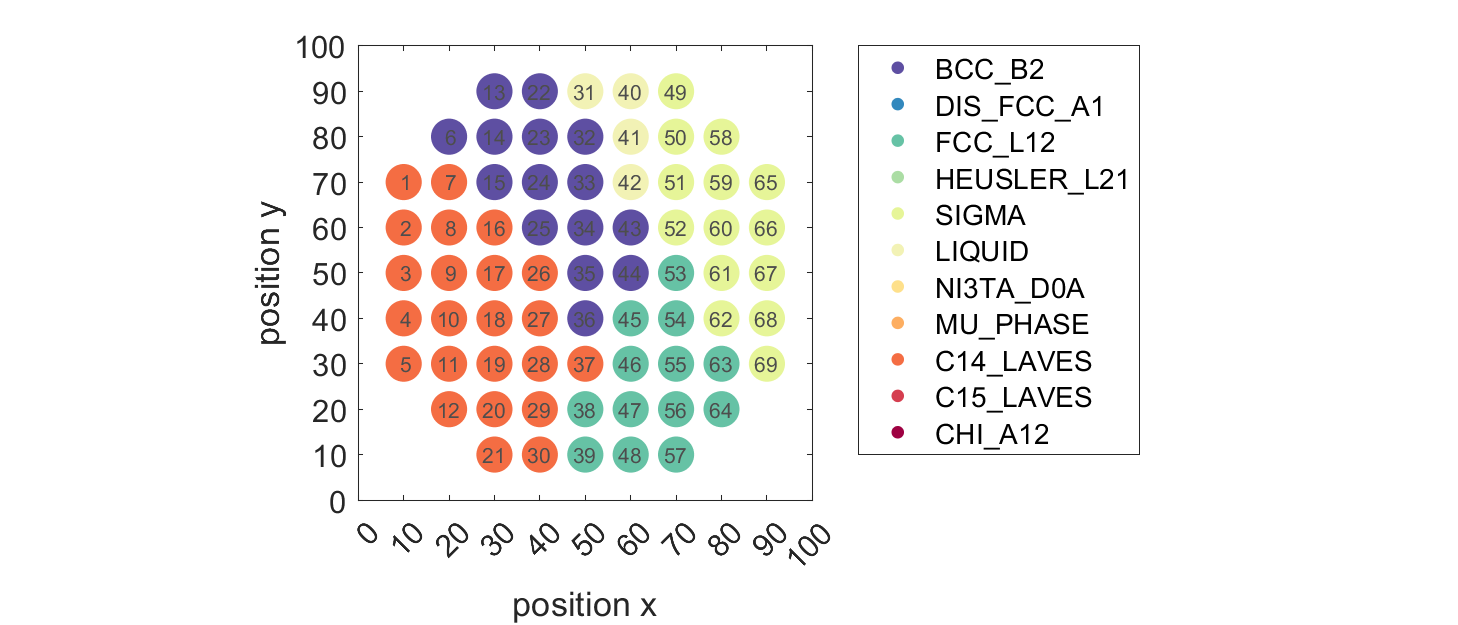 100
90
80
70
60
50
40
30
20
10
0
position y
13 22 31 40 49
6 14 23 32 41 50 58
1 7 15 24 33 42 51 59 65
2 8 16 25 34 43 52 60 66
3 9 17 26 35 44 53 61 67
4 10 18 27 36 45 54 62 68
5 11 19 28 37 46 55 63 69
12 20 29 38 47 56 64
21 30 39 48 57
0 10 20 30 40 50 60 70 80 90 100
position x
BCC_B2
DIS_FCC_A1
FCC_L12
HEUSLER_L21
SIGMA
LIQUID
NI3TA_D0A
MU_PHASE
C14_LAVES
C15_LAVES
CHI_A12